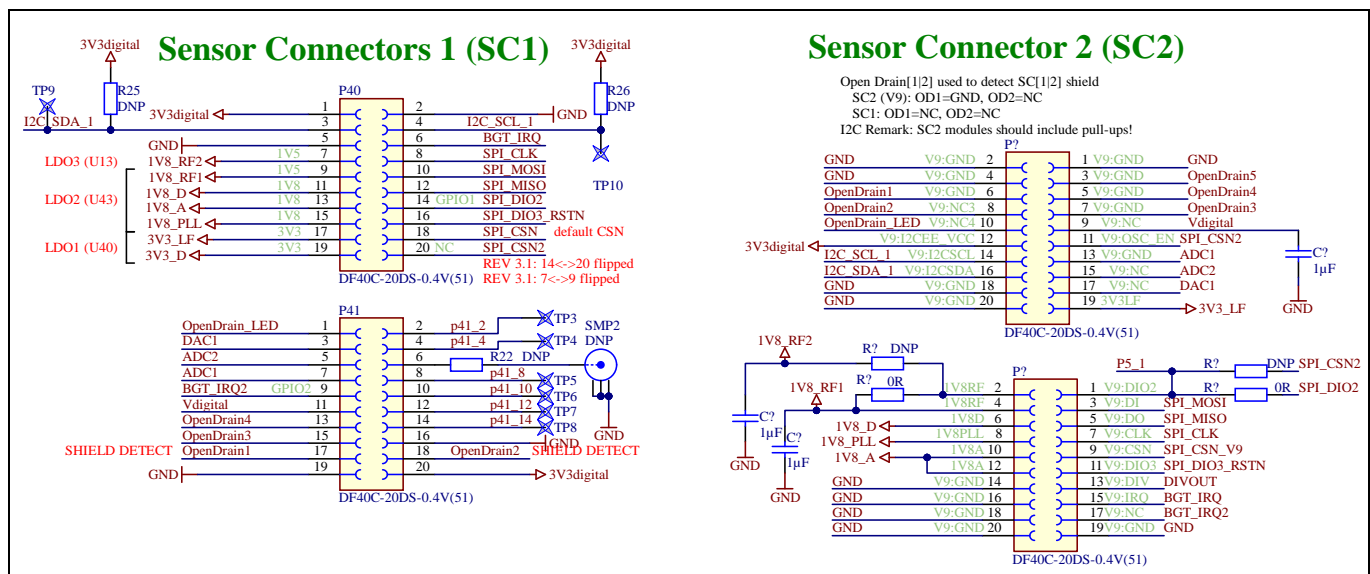 Sensor Connectors 1 (SC1)
3V3digital
3V3digital
TP9
R25
DNP
R26
DNP
P40
3V3digital 1 2 GND
I2C_SDA_1 3 4 I2C_SCL_1
GND 5 6 BGT_IRQ
LDO3 (U13) 1V8_RF2 1V5 7 8 SPI_CLK
1V8_RF1 9 10 SPI_MOSI
1V8_D 1V8 11 12 SPI_MISO
LDO2 (U43) 1V8_A 1V8 13 14 GPIO1 SPI_DIO2
1V8_PLL 1V8 15 16 SPI_DIO3_RSTN
3V3_LF 3V3 17 18 SPI_CSN default CSN
LDO1 (U40) 3V3_D 3V3 19 20 NC SPI_CSN2
TP10
REV 3.1: 14<->20 flipped
REV 3.1: 7<->9 flipped
DF40C-20DS-0.4V(51)
P41
OpenDrain_LED 1 2 p41_2 TP3
DAC1 3 4 p41_4 TP4
SMP2
DNP
ADC2 5 6 R22 DNP
ADC1 7 8 p41_8 TP5
BGT_IRQ2 GPIO2 9 10 p41_10 TP6
Vdigital 11 12 p41_12 TP7
OpenDrain4 13 14 p41_14 TP8
GND
OpenDrain3 15 16 GND
SHIELD DETECT OpenDrain1 17 18 OpenDrain2 SHIELD DETECT
GND 19 20 3V3digital
DF40C-20DS-0.4V(51)
Sensor Connector 2 (SC2)
Open Drain[1|2] used to detect SC[1|2] shield
SC2 (V9): OD1=GND, OD2=NC
SC1: OD1=NC, OD2=NC
I2C Remark: SC2 modules should include pull-ups!
P?
GND V9:GND 2 1 V9:GND GND
GND V9:GND 4 3 V9:GND OpenDrain5
OpenDrain1 V9:GND 6 5 V9:GND OpenDrain4
OpenDrain2 V9:NC3 8 7 V9:GND OpenDrain3
OpenDrain_LED V9:NC4 10 9 V9:NC Vdigital
3V3digital V9:I2CEE_VCC 12 11 V9:OSC_EN SPI_CSN2
I2C_SCL_1 V9:I2CSCL 14 13 V9:GND ADC1
I2C_SDA_1 V9:I2CSDA 16 15 V9:NC ADC2
GND V9:GND 18 17 V9:NC DAC1
GND V9:GND 20 19 3V3LF 3V3_LF
C?
1µF
GND
DF40C-20DS-0.4V(51)
1V8_RF2
R? DNP
1V8_RF1
R? 0R
P5_1
R? DNP SPI_CSN2
R? 0R SPI_DIO2
C?
1µF
GND
C?
1µF
GND
P?
1V8RF 2 1 V9:DIO2
1V8RF 4 3 V9:DI SPI_MOSI
1V8_D 1V8D 6 5 V9:DO SPI_MISO
1V8_PLL 1V8PLL 8 7 V9:CLK SPI_CLK
1V8_A 1V8A 10 9 V9:CSN SPI_CSN_V9
1V8A 12 11 V9:DIO3 SPI_DIO3_RSTN
GND V9:GND 14 13 V9:DIV DIVOUT
GND V9:GND 16 15 V9:IRQ BGT_IRQ
GND V9:GND 18 17 V9:NC BGT_IRQ2
GND V9:GND 20 19 V9:GND GND
DF40C-20DS-0.4V(51)